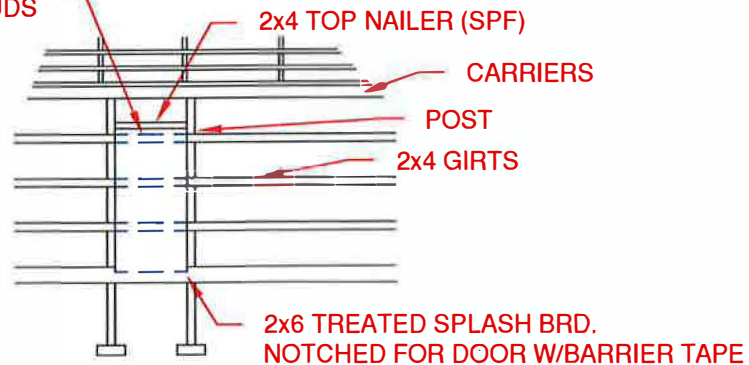 2x4 TOP NAILER (SPF)
CARRIERS
POST
2x4 GIRTS
2x6 TREATED SPLASH BRD.
NOTCHED FOR DOOR W/BARRIER TAPE